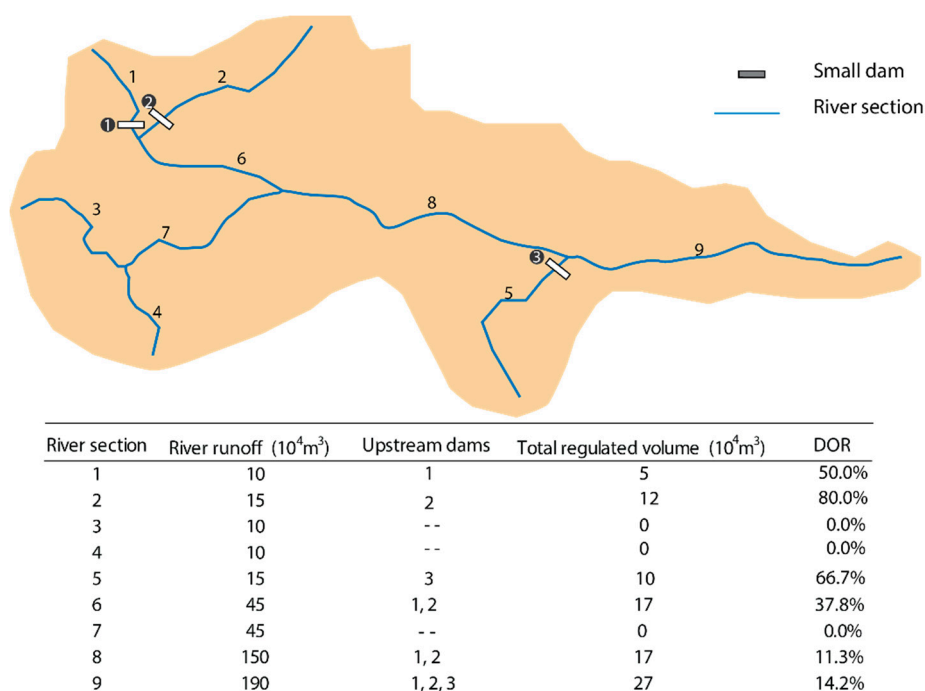 1
2
❷
❶
Small dam
River section
6
3
7
8
4
❸
5
9
River section River runoff (10⁴m³) Upstream dams Total regulated volume (10⁴m³) DOR
1 10 1 5 50.0%
2 15 2 12 80.0%
3 10 -- 0 0.0%
4 10 -- 0 0.0%
5 15 3 10 66.7%
6 45 1, 2 17 37.8%
7 45 -- 0 0.0%
8 150 1, 2 17 11.3%
9 190 1, 2, 3 27 14.2%